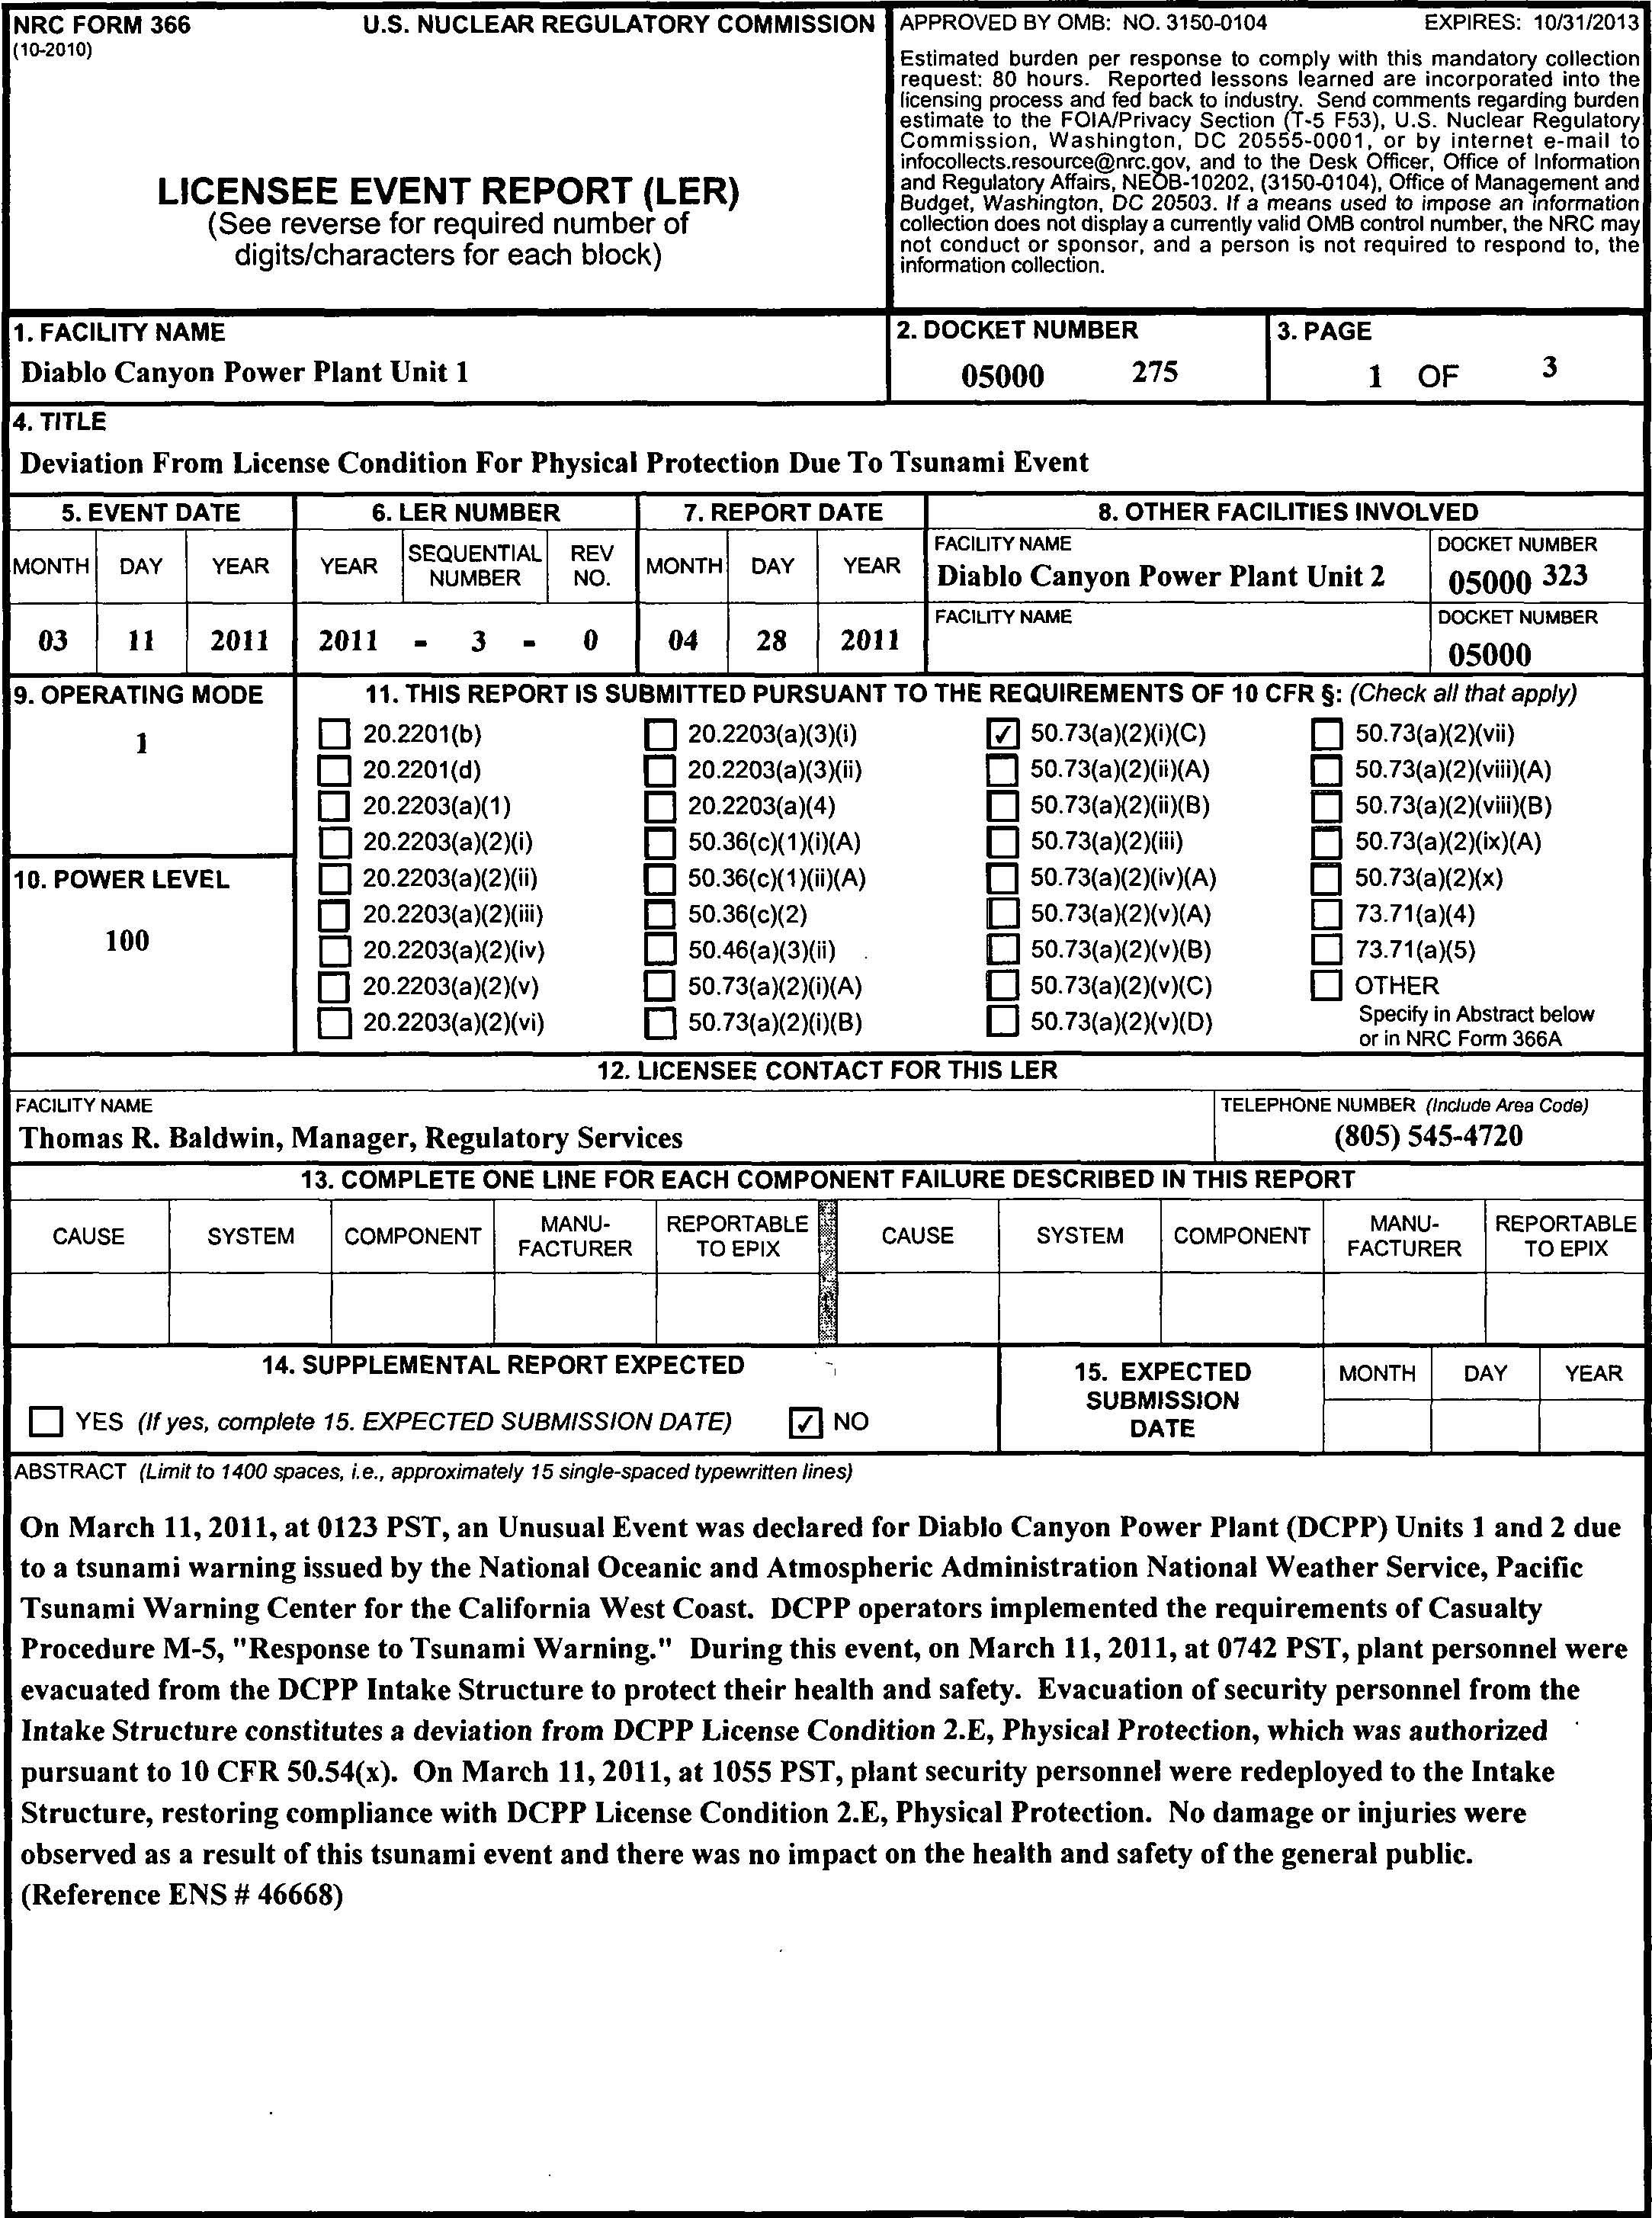 NRC FORM 366 U.S. NUCLEAR REGULATORY COMMISSION
(10-2010)
LICENSEE EVENT REPORT (LER)
(See reverse for required number of
digits/characters for each block)
APPROVED BY OMB: NO. 3150-0104 EXPIRES: 10/31/2013
Estimated burden per response to comply with this mandatory collection
request: 80 hours. Reported lessons learned are incorporated into the
licensing process and fed back to industry. Send comments regarding burden
estimate to the FOIA/Privacy Section (T-5 F53), U.S. Nuclear Regulatory
Commission, Washington, DC 20555-0001, or by internet e-mail to
infocollects.resource@nrc.gov, and to the Desk Officer, Office of Information
and Regulatory Affairs, NEOB-10202, (3150-0104), Office of Management and
Budget, Washington, DC 20503. If a means used to impose an information
collection does not display a currently valid OMB control number, the NRC may
not conduct or sponsor, and a person is not required to respond to, the
information collection.
1. FACILITY NAME
Diablo Canyon Power Plant Unit 1
2. DOCKET NUMBER
05000 275
3. PAGE
1 OF 3
4. TITLE
Deviation From License Condition For Physical Protection Due To Tsunami Event
5. EVENT DATE 6. LER NUMBER 7. REPORT DATE 8. OTHER FACILITIES INVOLVED
MONTH DAY YEAR YEAR SEQUENTIAL NUMBER REV NO. MONTH DAY YEAR
FACILITY NAME DOCKET NUMBER
Diablo Canyon Power Plant Unit 2 05000 323
03 11 2011 2011 - 3 - 0 04 28 2011
FACILITY NAME DOCKET NUMBER
05000
9. OPERATING MODE
1
10. POWER LEVEL
100
11. THIS REPORT IS SUBMITTED PURSUANT TO THE REQUIREMENTS OF 10 CFR §: (Check all that apply)
☐ 20.2201(b) ☐ 20.2203(a)(3)(i) ☑ 50.73(a)(2)(i)(C) ☐ 50.73(a)(2)(vii)
☐ 20.2201(d) ☐ 20.2203(a)(3)(ii) ☐ 50.73(a)(2)(ii)(A) ☐ 50.73(a)(2)(viii)(A)
☐ 20.2203(a)(1) ☐ 20.2203(a)(4) ☐ 50.73(a)(2)(ii)(B) ☐ 50.73(a)(2)(viii)(B)
☐ 20.2203(a)(2)(i) ☐ 50.36(c)(1)(i)(A) ☐ 50.73(a)(2)(iii) ☐ 50.73(a)(2)(ix)(A)
☐ 20.2203(a)(2)(ii) ☐ 50.36(c)(1)(ii)(A) ☐ 50.73(a)(2)(iv)(A) ☐ 50.73(a)(2)(x)
☐ 20.2203(a)(2)(iii) ☐ 50.36(c)(2) ☐ 50.73(a)(2)(v)(A) ☐ 73.71(a)(4)
☐ 20.2203(a)(2)(iv) ☐ 50.46(a)(3)(ii) ☐ 50.73(a)(2)(v)(B) ☐ 73.71(a)(5)
☐ 20.2203(a)(2)(v) ☐ 50.73(a)(2)(i)(A) ☐ 50.73(a)(2)(v)(C) ☐ OTHER
☐ 20.2203(a)(2)(vi) ☐ 50.73(a)(2)(i)(B) ☐ 50.73(a)(2)(v)(D) Specify in Abstract below
or in NRC Form 366A
12. LICENSEE CONTACT FOR THIS LER
FACILITY NAME TELEPHONE NUMBER (Include Area Code)
Thomas R. Baldwin, Manager, Regulatory Services (805) 545-4720
13. COMPLETE ONE LINE FOR EACH COMPONENT FAILURE DESCRIBED IN THIS REPORT
CAUSE SYSTEM COMPONENT MANU-FACTURER REPORTABLE TO EPIX CAUSE SYSTEM COMPONENT MANU-FACTURER REPORTABLE TO EPIX
14. SUPPLEMENTAL REPORT EXPECTED
☐ YES (If yes, complete 15. EXPECTED SUBMISSION DATE) ☑ NO
15. EXPECTED
SUBMISSION
DATE
MONTH DAY YEAR
ABSTRACT (Limit to 1400 spaces, i.e., approximately 15 single-spaced typewritten lines)
On March 11, 2011, at 0123 PST, an Unusual Event was declared for Diablo Canyon Power Plant (DCPP) Units 1 and 2 due
to a tsunami warning issued by the National Oceanic and Atmospheric Administration National Weather Service, Pacific
Tsunami Warning Center for the California West Coast. DCPP operators implemented the requirements of Casualty
Procedure M-5, "Response to Tsunami Warning." During this event, on March 11, 2011, at 0742 PST, plant personnel were
evacuated from the DCPP Intake Structure to protect their health and safety. Evacuation of security personnel from the
Intake Structure constitutes a deviation from DCPP License Condition 2.E, Physical Protection, which was authorized
pursuant to 10 CFR 50.54(x). On March 11, 2011, at 1055 PST, plant security personnel were redeployed to the Intake
Structure, restoring compliance with DCPP License Condition 2.E, Physical Protection. No damage or injuries were
observed as a result of this tsunami event and there was no impact on the health and safety of the general public.
(Reference ENS # 46668)